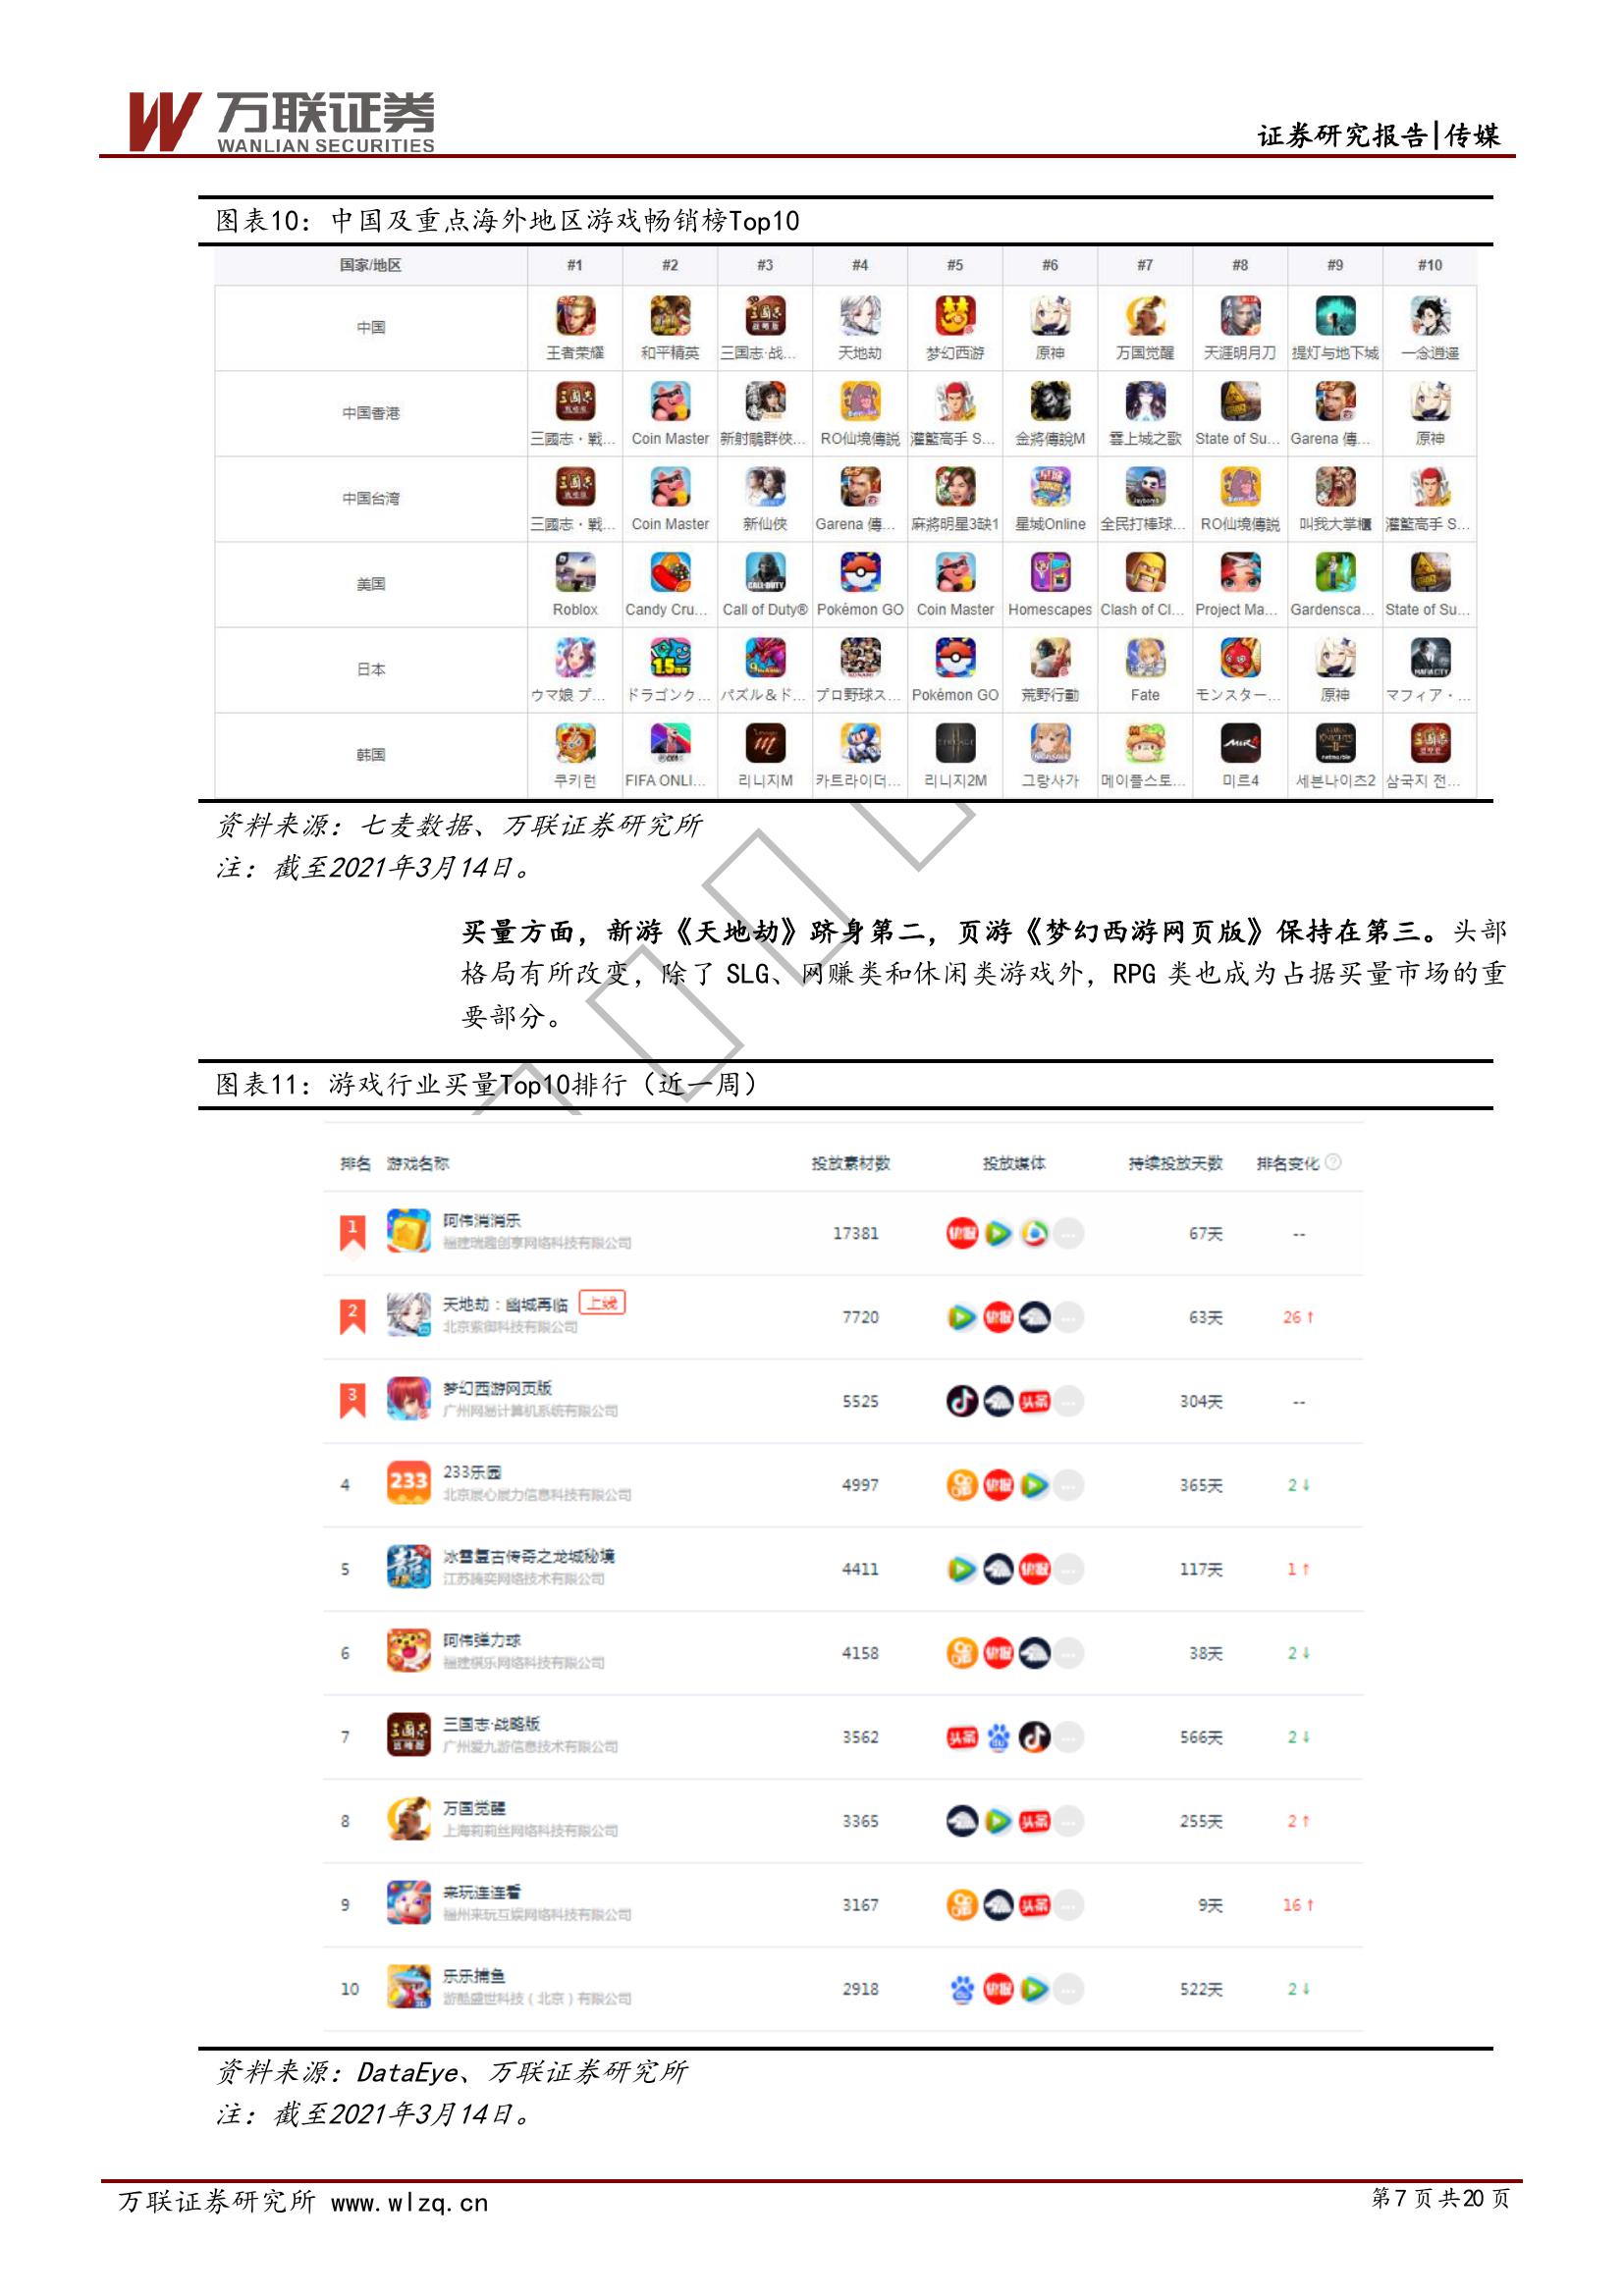 万联证券
WANLIAN SECURITIES
证券研究报告|传媒
图表10：中国及重点海外地区游戏畅销榜Top10
国家/地区 #1 #2 #3 #4 #5 #6 #7 #8 #9 #10
中国 王者荣耀 和平精英 三国志·战... 天地劫 梦幻西游 原神 万国觉醒 天涯明月刀 提灯与地下城 一念逍遥
中国香港 三國志・戰... Coin Master 新射鵰群俠... RO仙境傳說 灌籃高手 S... 金將傳說M 雲上城之歌 State of Su... Garena 傳... 原神
中国台湾 三國志・戰... Coin Master 新仙俠 Garena 傳... 麻將明星3缺1 星城Online 全民打棒球... RO仙境傳說 叫我大掌櫃 灌籃高手 S...
美国 Roblox Candy Cru... Call of Duty® Pokémon GO Coin Master Homescapes Clash of Cl... Project Ma... Gardensca... State of Su...
日本 ウマ娘 プ... ドラゴンク... パズル＆ド... プロ野球ス... Pokémon GO 荒野行動 Fate モンスター... 原神 マフィア・...
韩国 쿠키런 FIFA ONLI... 리니지M 카트라이더... 리니지2M 그랑사가 메이플스토... 미르4 세븐나이츠2 삼국지 전...
资料来源：七麦数据、万联证券研究所
注：截至2021年3月14日。
买量方面，新游《天地劫》跻身第二，页游《梦幻西游网页版》保持在第三。头部
格局有所改变，除了 SLG、网赚类和休闲类游戏外，RPG 类也成为占据买量市场的重
要部分。
图表11：游戏行业买量Top10排行（近一周）
排名 游戏名称 投放素材数 投放媒体 持续投放天数 排名变化
1 阿伟消消乐 17381 67天 --
福建瑞趣创享网络科技有限公司
2 天地劫：幽城再临 上线 7720 63天 26↑
北京紫御科技有限公司
3 梦幻西游网页版 5525 304天 --
广州网易计算机系统有限公司
4 233乐园 4997 365天 2↓
北京展心展力信息科技有限公司
5 冰雪复古传奇之龙城秘境 4411 117天 1↑
江苏腾奕网络技术有限公司
6 阿伟弹力球 4158 38天 2↓
福建棋乐网络科技有限公司
7 三国志·战略版 3562 566天 2↓
广州爱九游信息技术有限公司
8 万国觉醒 3365 255天 2↑
上海莉莉丝网络科技有限公司
9 来玩连连看 3167 9天 16↑
福州来玩互娱网络科技有限公司
10 乐乐捕鱼 2918 522天 2↓
游酷盛世科技（北京）有限公司
资料来源：DataEye、万联证券研究所
注：截至2021年3月14日。
万联证券研究所 www.wlzq.cn
第7页共20页